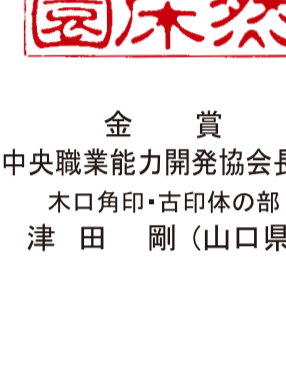 金　賞
中央職業能力開発協会会長
木口角印・古印体の部
津田　剛（山口県